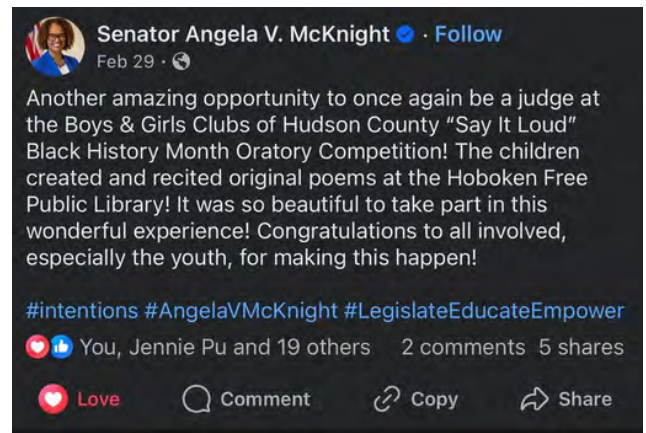 Senator Angela V. McKnight · Follow
Feb 29 ·
Another amazing opportunity to once again be a judge at
the Boys & Girls Clubs of Hudson County “Say It Loud”
Black History Month Oratory Competition! The children
created and recited original poems at the Hoboken Free
Public Library! It was so beautiful to take part in this
wonderful experience! Congratulations to all involved,
especially the youth, for making this happen!
#intentions #AngelaVMcKnight #LegislateEducateEmpower
You, Jennie Pu and 19 others 2 comments 5 shares
Love Comment Copy Share